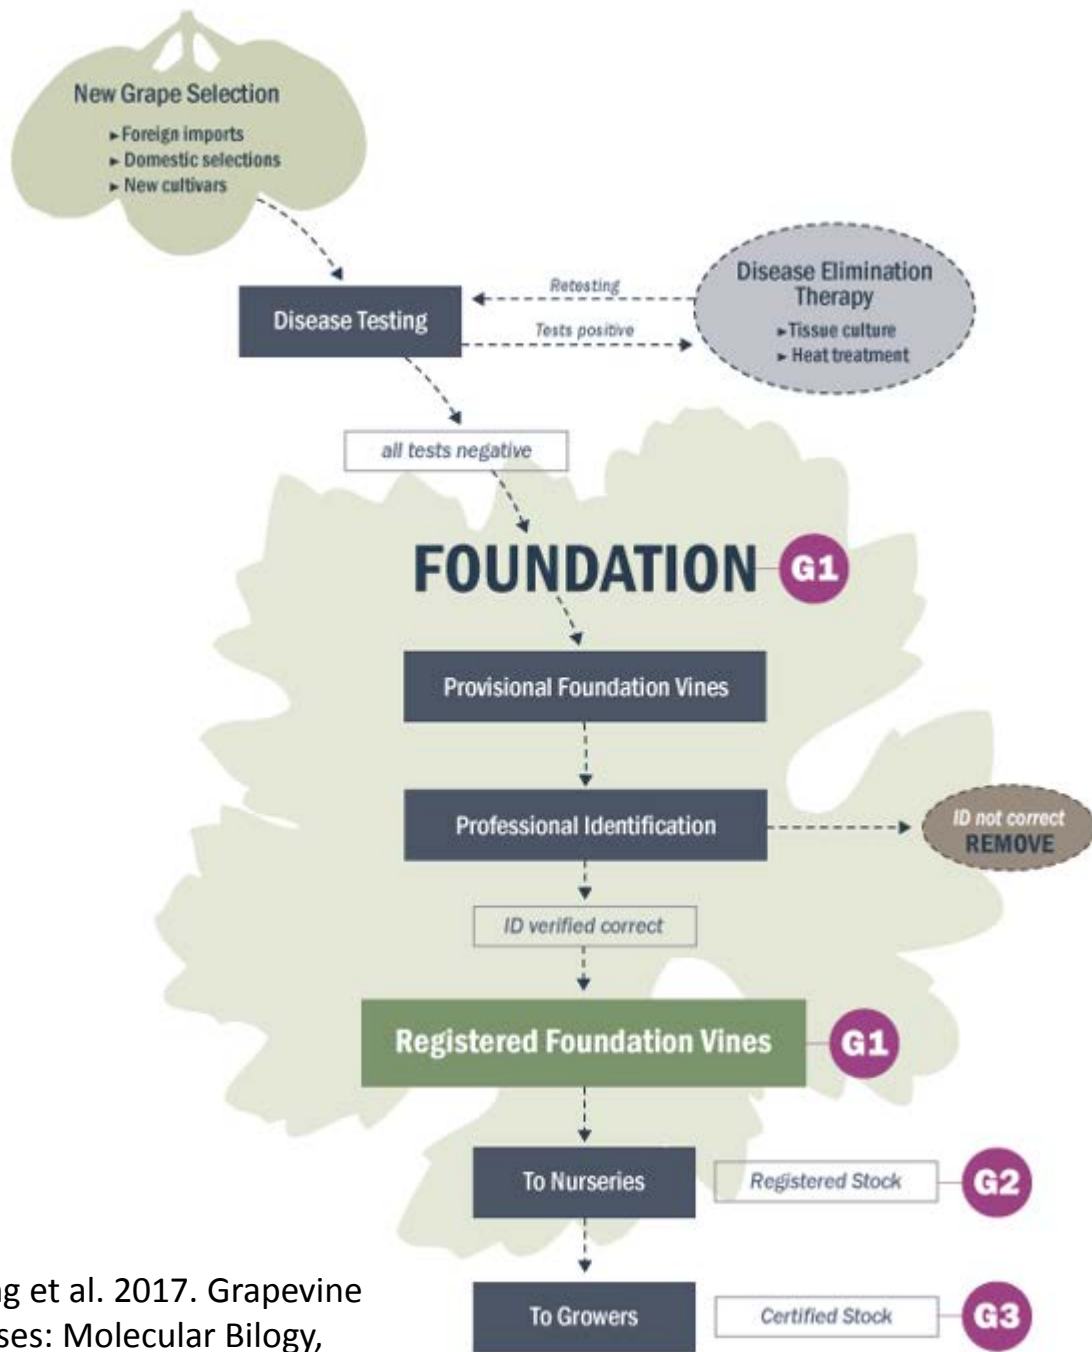 New Grape Selection
▸ Foreign imports
▸ Domestic selections
▸ New cultivars
Disease Testing
Retesting
Tests positive
Disease Elimination
Therapy
▸ Tissue culture
▸ Heat treatment
all tests negative
FOUNDATION
G1
Provisional Foundation Vines
Professional Identification
ID not correct
REMOVE
ID verified correct
Registered Foundation Vines
G1
To Nurseries
Registered Stock
G2
To Growers
Certified Stock
G3
et al. 2017. Grapevine
Molecular Bilogy,